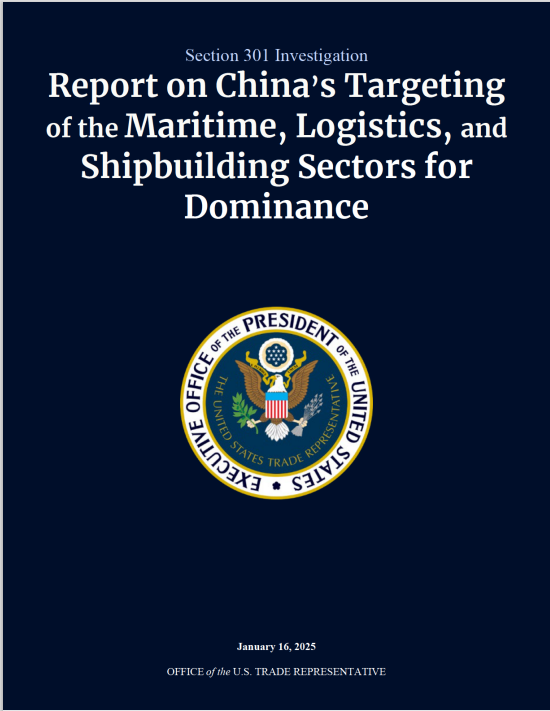 Section 301 Investigation
Report on China’s Targeting
of the Maritime, Logistics, and
Shipbuilding Sectors for
Dominance
EXECUTIVE OFFICE OF THE PRESIDENT OF THE UNITED STATES
THE UNITED STATES TRADE REPRESENTATIVE
January 16, 2025
OFFICE of the U.S. TRADE REPRESENTATIVE